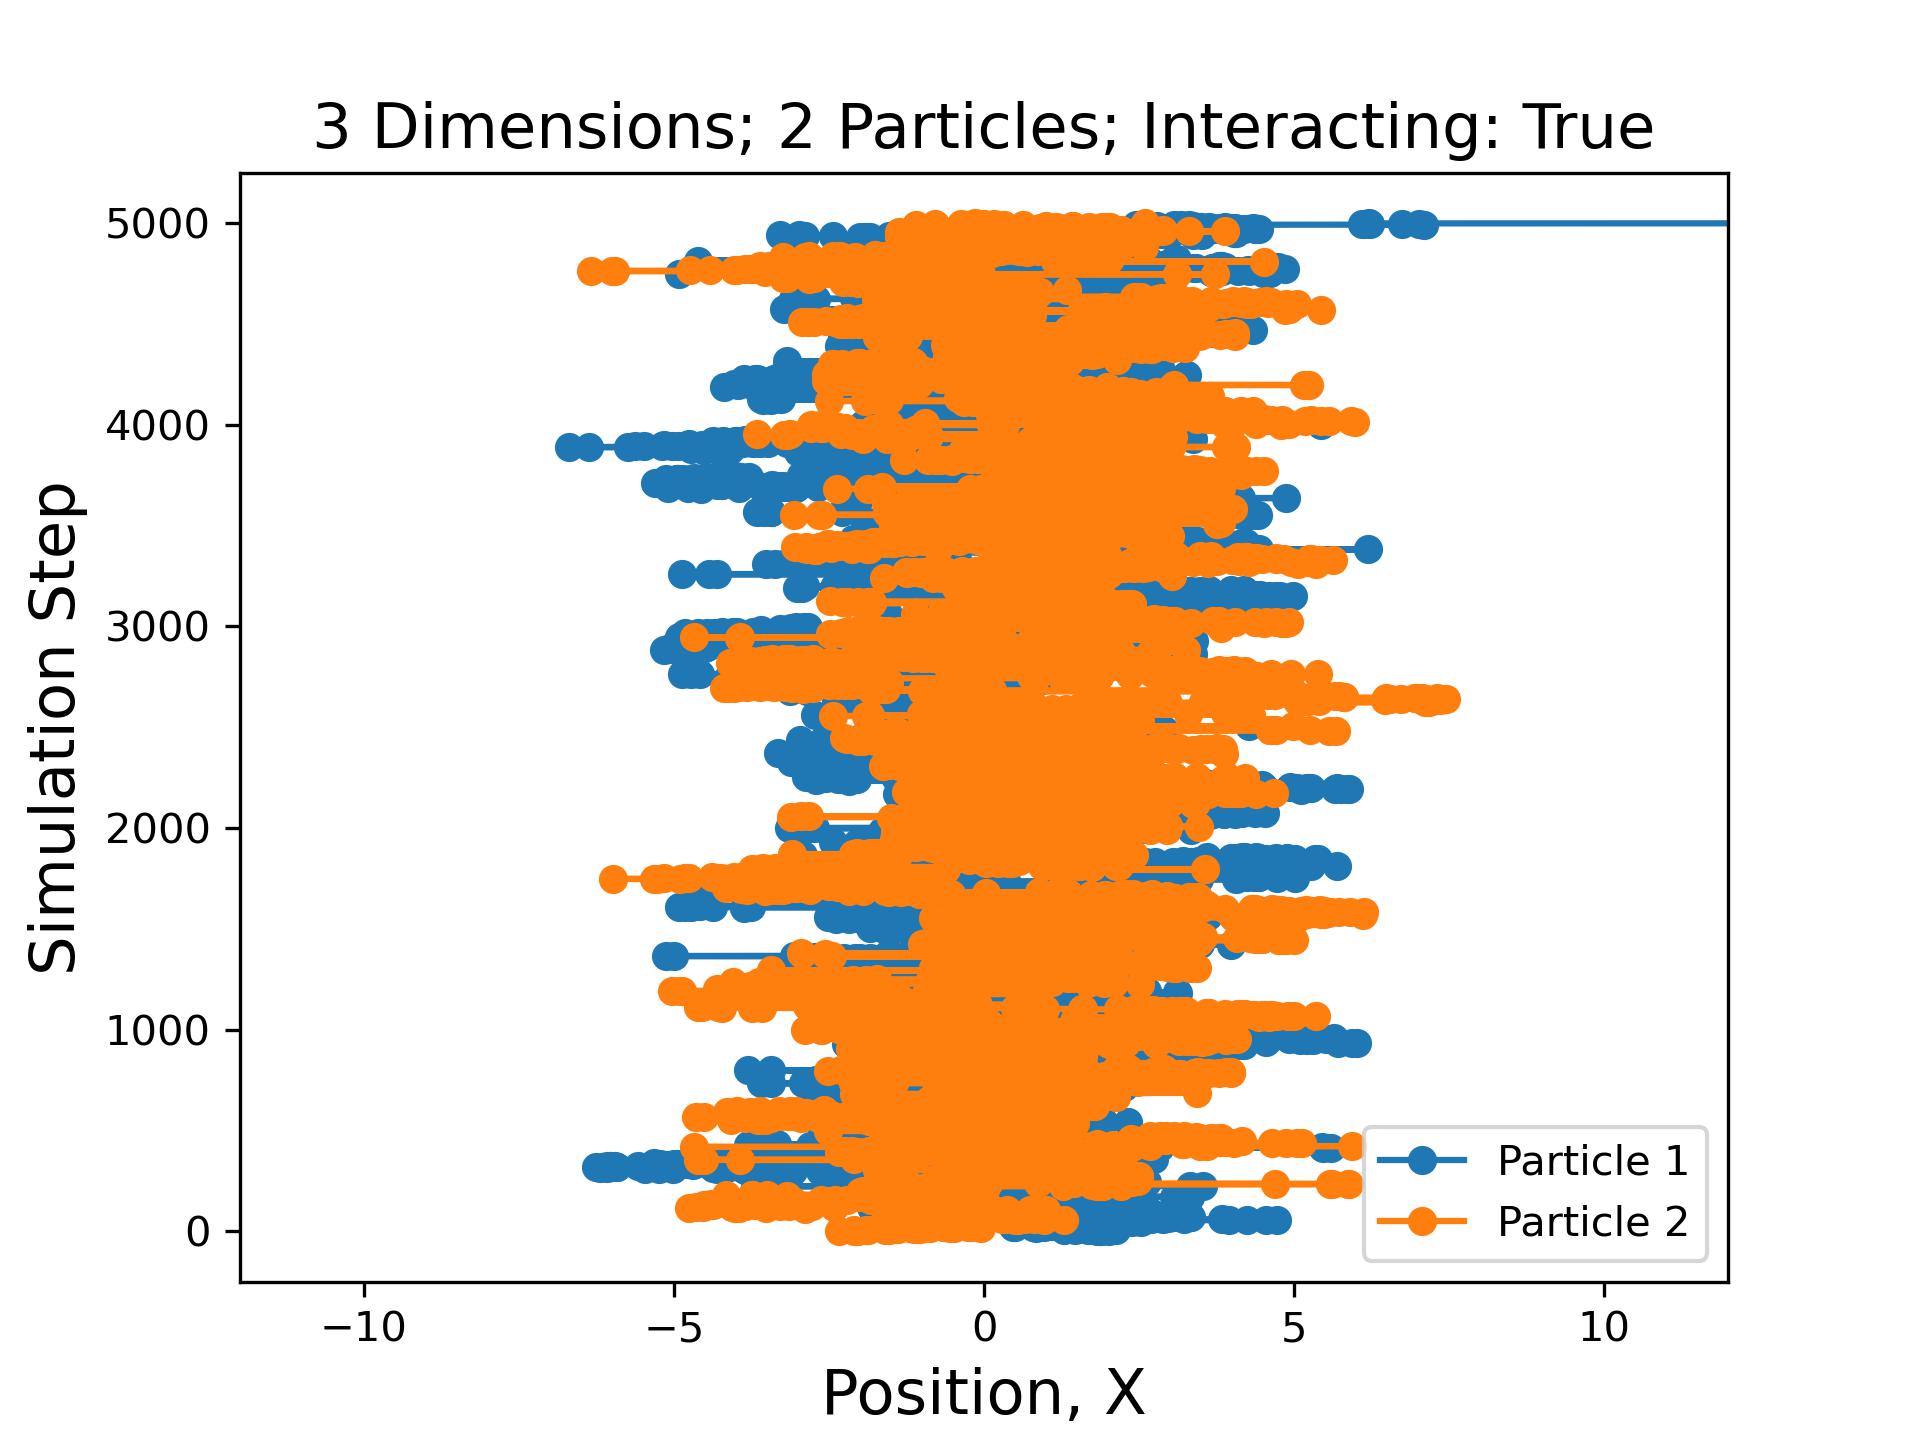 3 Dimensions; 2 Particles; Interacting: True
Simulation Step
5000
4000
3000
2000
1000
0
−10
−5
0
5
10
Position, X
Particle 1
Particle 2